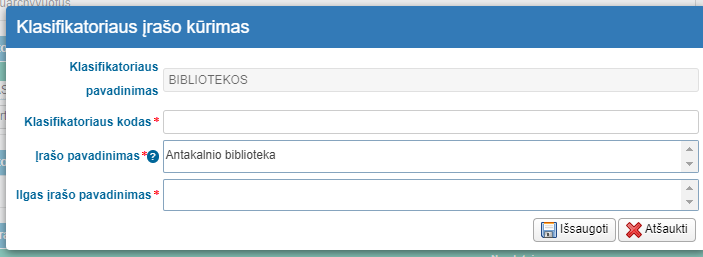 Klasifikatoriaus įrašo kūrimas
Klasifikatoriaus
pavadinimas
BIBLIOTEKOS
Klasifikatoriaus kodas*
Įrašo pavadinimas*?
Antakalnio biblioteka
Ilgas įrašo pavadinimas*
Išsaugoti Atšaukti